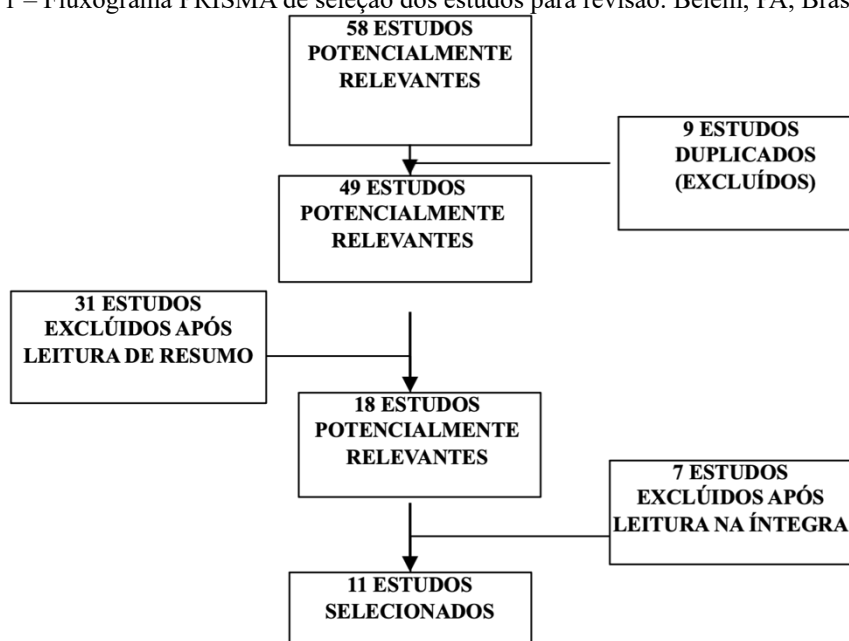 1 – Fluxograma PRISMA de seleção dos estudos para revisão. Belém, PA, Bras
58 ESTUDOS
POTENCIALMENTE
RELEVANTES
9 ESTUDOS
DUPLICADOS
(EXCLUÍDOS)
49 ESTUDOS
POTENCIALMENTE
RELEVANTES
31 ESTUDOS
EXCLÚIDOS APÓS
LEITURA DE RESUMO
18 ESTUDOS
POTENCIALMENTE
RELEVANTES
7 ESTUDOS
EXCLÚIDOS APÓS
LEITURA NA ÍNTEGRA
11 ESTUDOS
SELECIONADOS